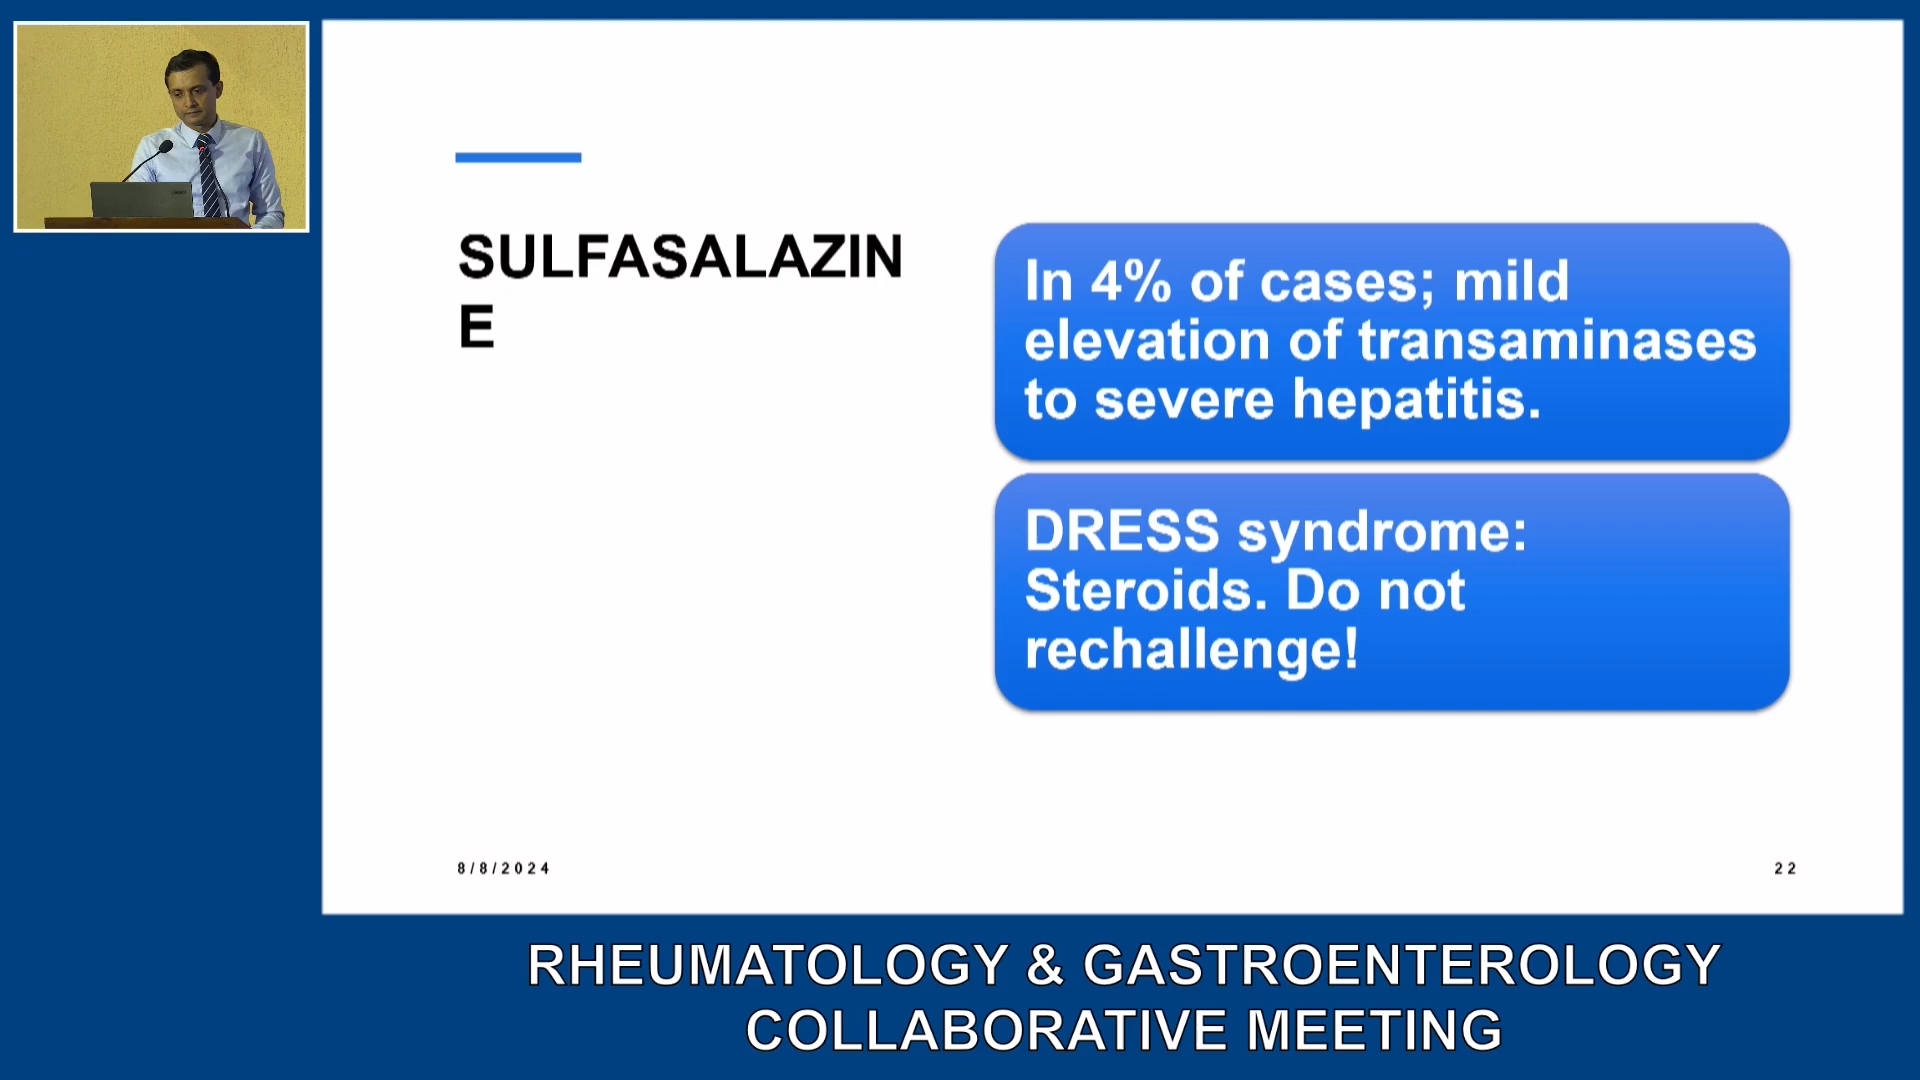 SULFASALAZIN
E
In 4% of cases; mild
elevation of transaminases
to severe hepatitis.
DRESS syndrome:
Steroids. Do not
rechallenge!
8/8/2024
22
RHEUMATOLOGY & GASTROENTEROLOGY
COLLABORATIVE MEETING